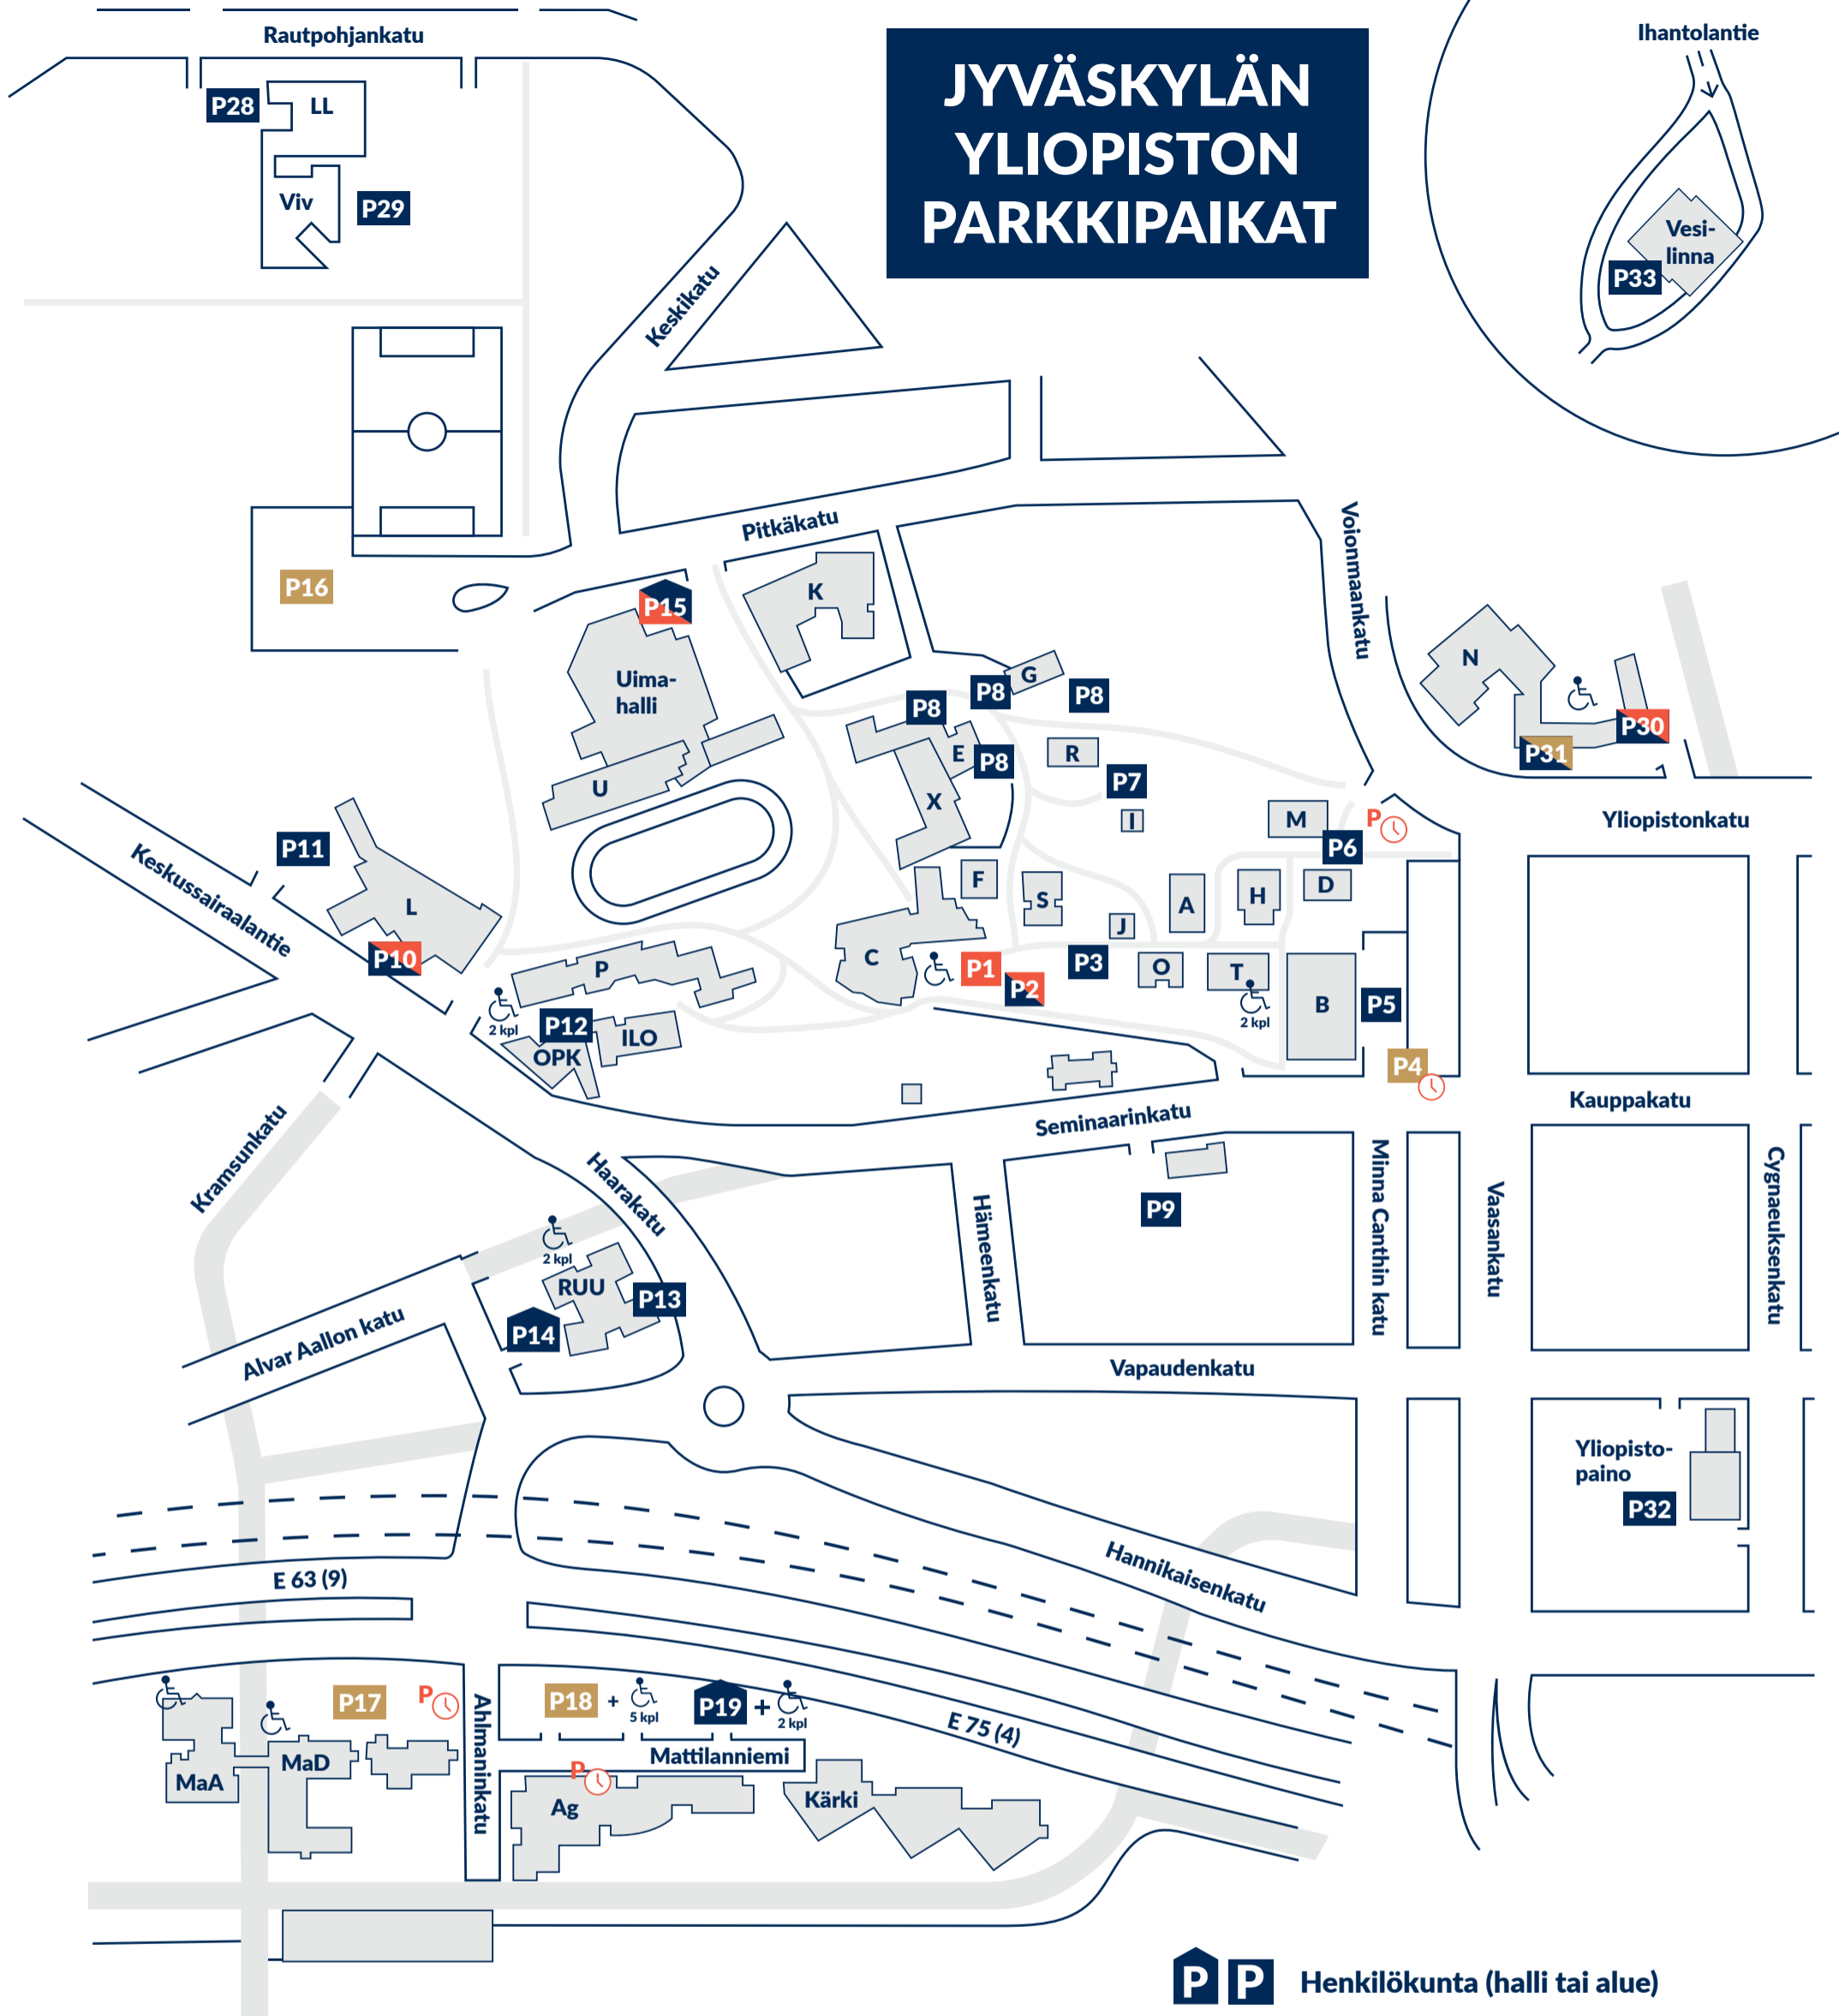 Rautpohjankatu
P28
LL
Viv
P29
JYVÄSKYLÄN
YLIOPISTON
PARKKIPAIKAT
Ihantolantie
Vesi-
linna
P33
Keskikatu
Pitkäkatu
Voionmaankatu
P16
P15
K
Uima-
halli
U
G
P8
P8
P8
E
P8
R
P7
X
I
N
P30
P31
M
P
P6
Yliopistonkatu
P11
L
P10
Keskussairaalantie
F
S
J
A
H
D
C
P1
P2
P3
O
T
2 kpl
B
P5
P4
P
2 kpl
P12
ILO
OPK
Kauppakatu
Seminaarinkatu
Kramsunkatu
Haarakatu
Hämeenkatu
P9
Minna Canthin katu
Vaasankatu
Cygnaeuksenkatu
2 kpl
RUU
P13
P14
Alvar Aallon katu
Vapaudenkatu
Yliopisto-
paino
P32
Hannikaisenkatu
E 63 (9)
E 75 (4)
P17
P
Ahlmaninkatu
P18 +
5 kpl
P19 +
2 kpl
Mattilanniemi
MaA
MaD
P
Ag
Kärki
P P Henkilökunta (halli tai alue)